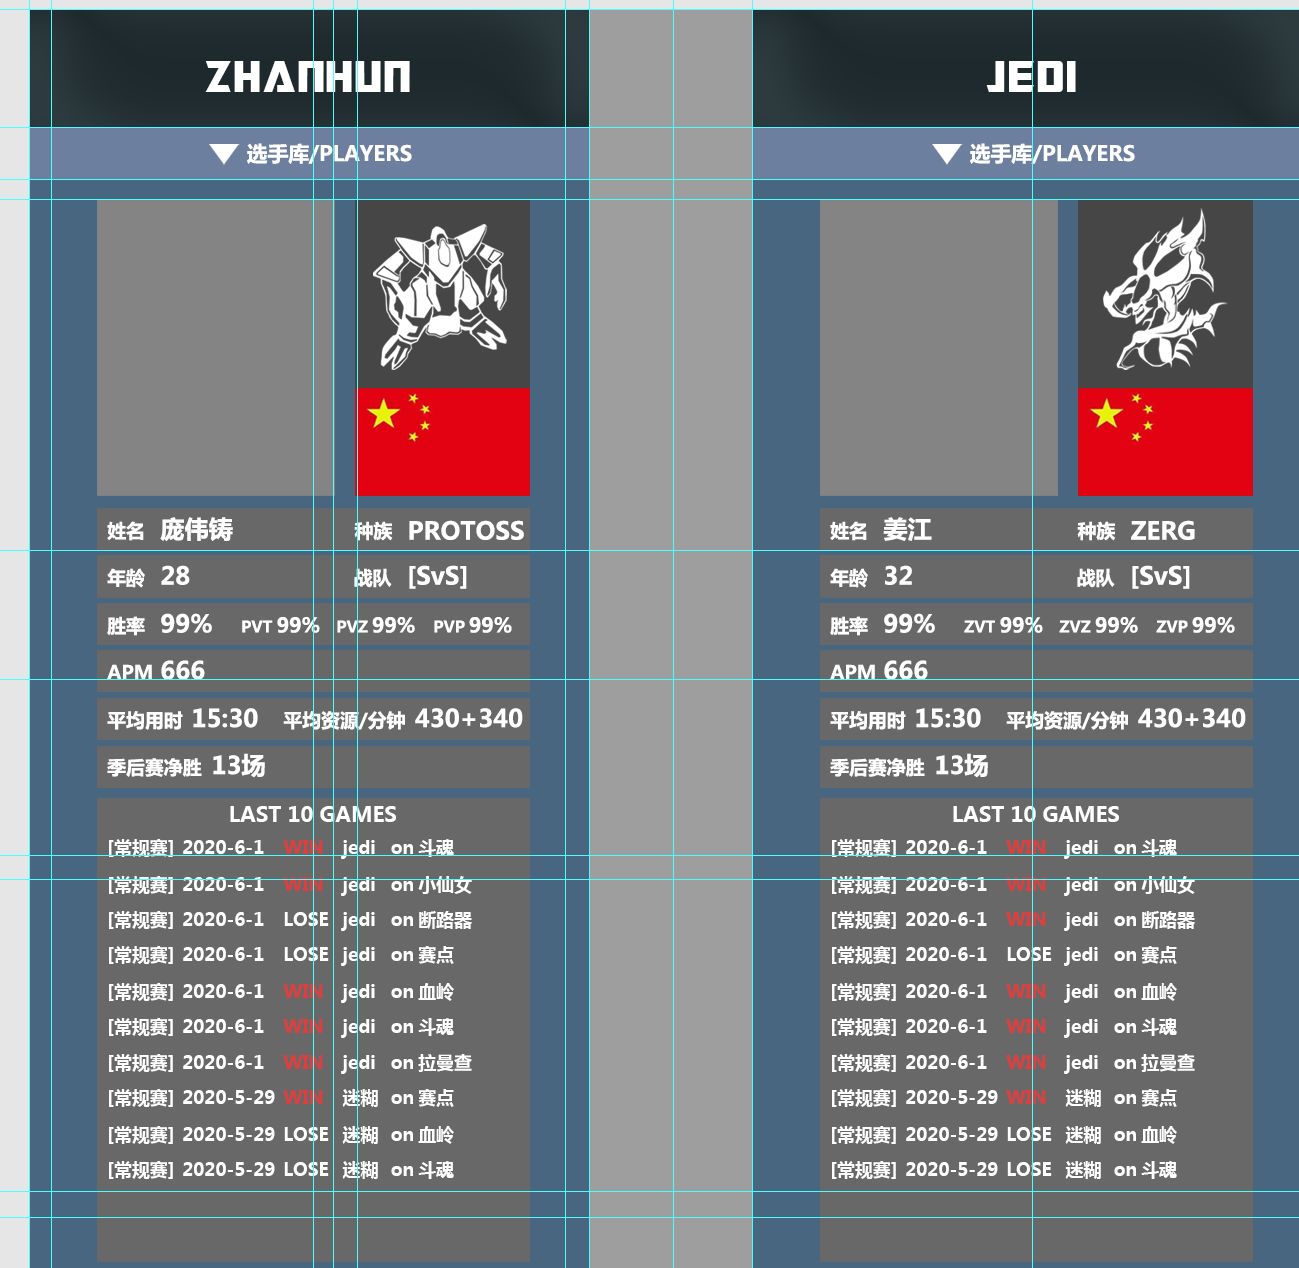 ZHANHUN
选手库/PLAYERS
姓名 庞伟铸 种族 PROTOSS
年龄 28 战队 [SvS]
胜率 99% PVT 99% PVZ 99% PVP 99%
APM 666
平均用时 15:30 平均资源/分钟 430+340
季后赛净胜 13场
LAST 10 GAMES
[常规赛] 2020-6-1 WIN jedi on 斗魂
[常规赛] 2020-6-1 WIN jedi on 小仙女
[常规赛] 2020-6-1 LOSE jedi on 断路器
[常规赛] 2020-6-1 LOSE jedi on 赛点
[常规赛] 2020-6-1 WIN jedi on 血岭
[常规赛] 2020-6-1 WIN jedi on 斗魂
[常规赛] 2020-6-1 WIN jedi on 拉曼查
[常规赛] 2020-5-29 WIN 迷糊 on 赛点
[常规赛] 2020-5-29 LOSE 迷糊 on 血岭
[常规赛] 2020-5-29 LOSE 迷糊 on 斗魂
JEDI
选手库/PLAYERS
姓名 姜江 种族 ZERG
年龄 32 战队 [SvS]
胜率 99% ZVT 99% ZVZ 99% ZVP 99%
APM 666
平均用时 15:30 平均资源/分钟 430+340
季后赛净胜 13场
LAST 10 GAMES
[常规赛] 2020-6-1 WIN jedi on 斗魂
[常规赛] 2020-6-1 WIN jedi on 小仙女
[常规赛] 2020-6-1 WIN jedi on 断路器
[常规赛] 2020-6-1 LOSE jedi on 赛点
[常规赛] 2020-6-1 WIN jedi on 血岭
[常规赛] 2020-6-1 WIN jedi on 斗魂
[常规赛] 2020-6-1 WIN jedi on 拉曼查
[常规赛] 2020-5-29 WIN 迷糊 on 赛点
[常规赛] 2020-5-29 LOSE 迷糊 on 血岭
[常规赛] 2020-5-29 LOSE 迷糊 on 斗魂